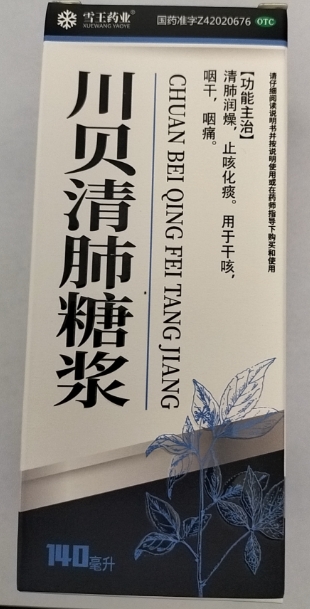 雪王药业
XUEWANG YAOYE
国药准字Z42020676
OTC
请仔细阅读说明书并按说明使用或在药师指导下购买和使用
【功能主治】
清肺润燥，止咳化痰。用于干咳，
咽干，咽痛。
CHUAN BEI QING FEI TANG JIANG
川贝清肺糖浆
140毫升